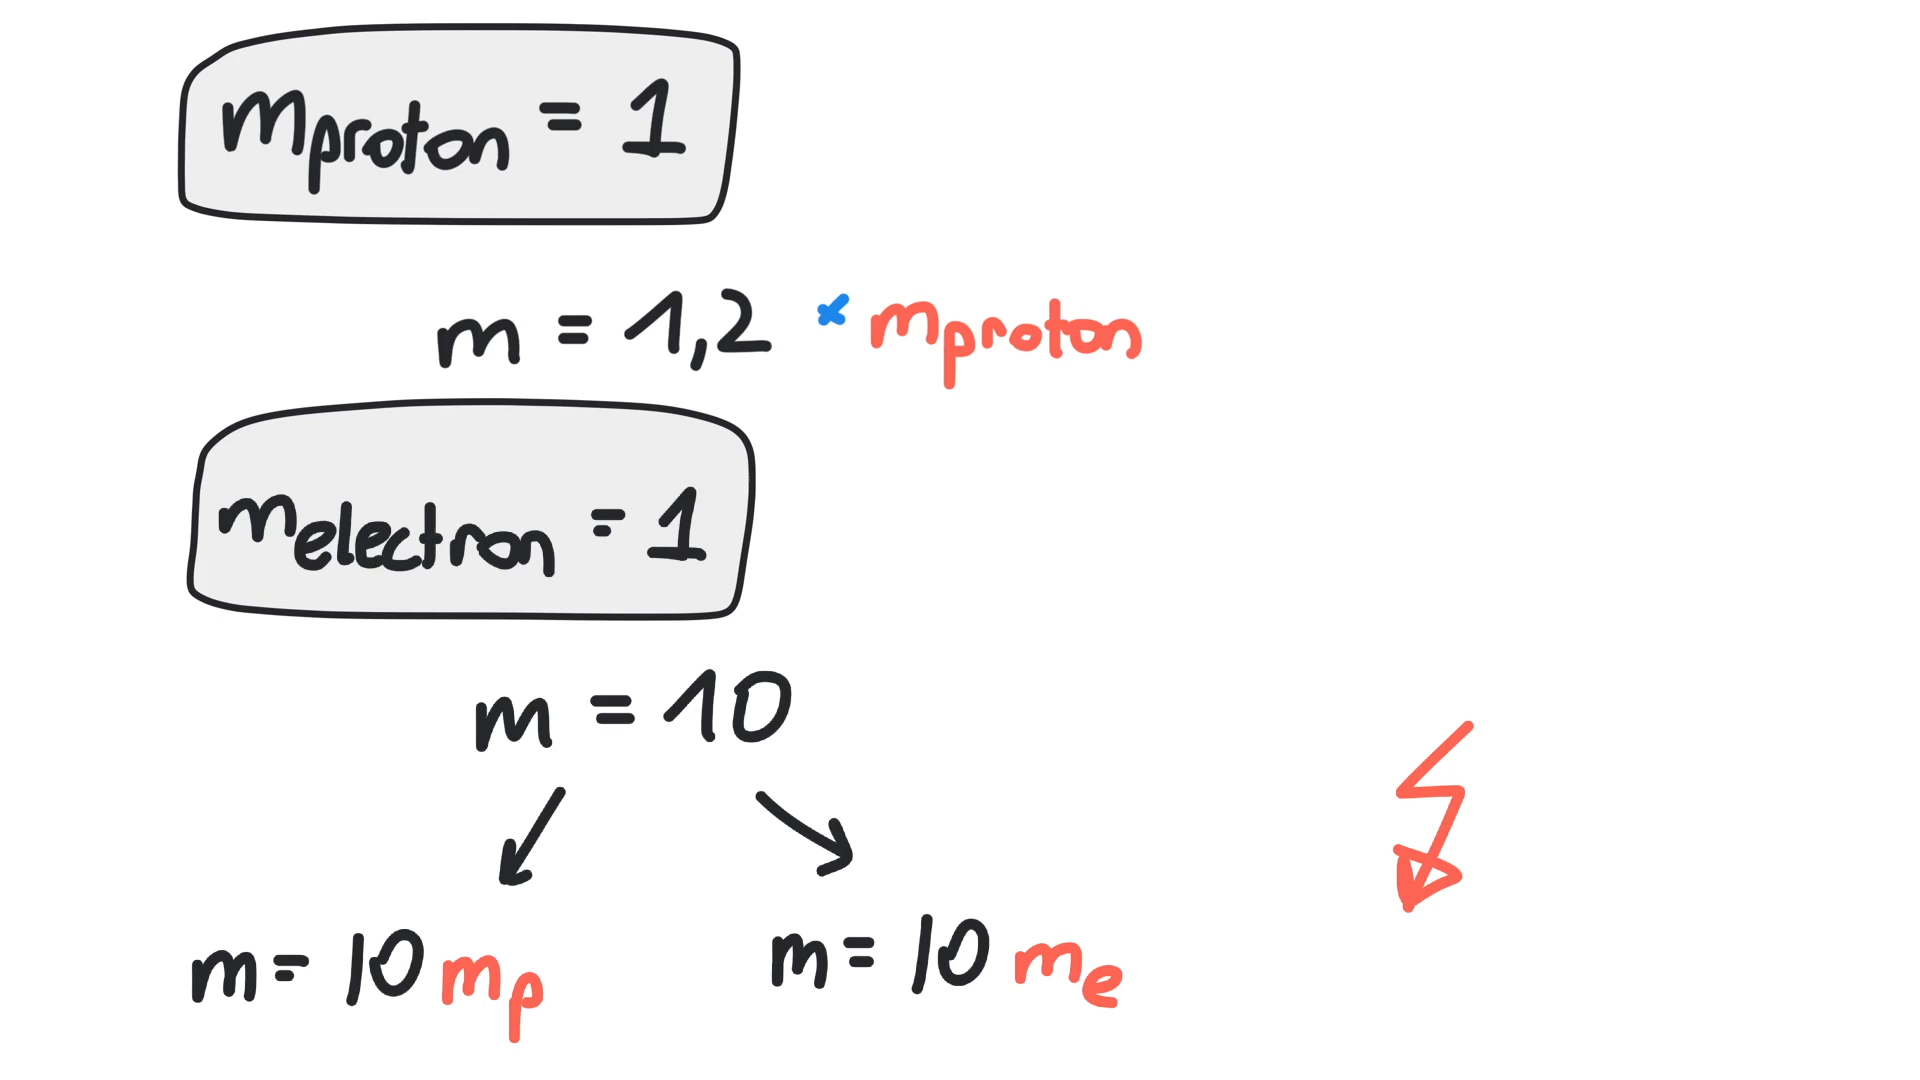 mproton = 1
m = 1,2 × mproton
melectron = 1
m = 10
m = 10 mp
m = 10 me